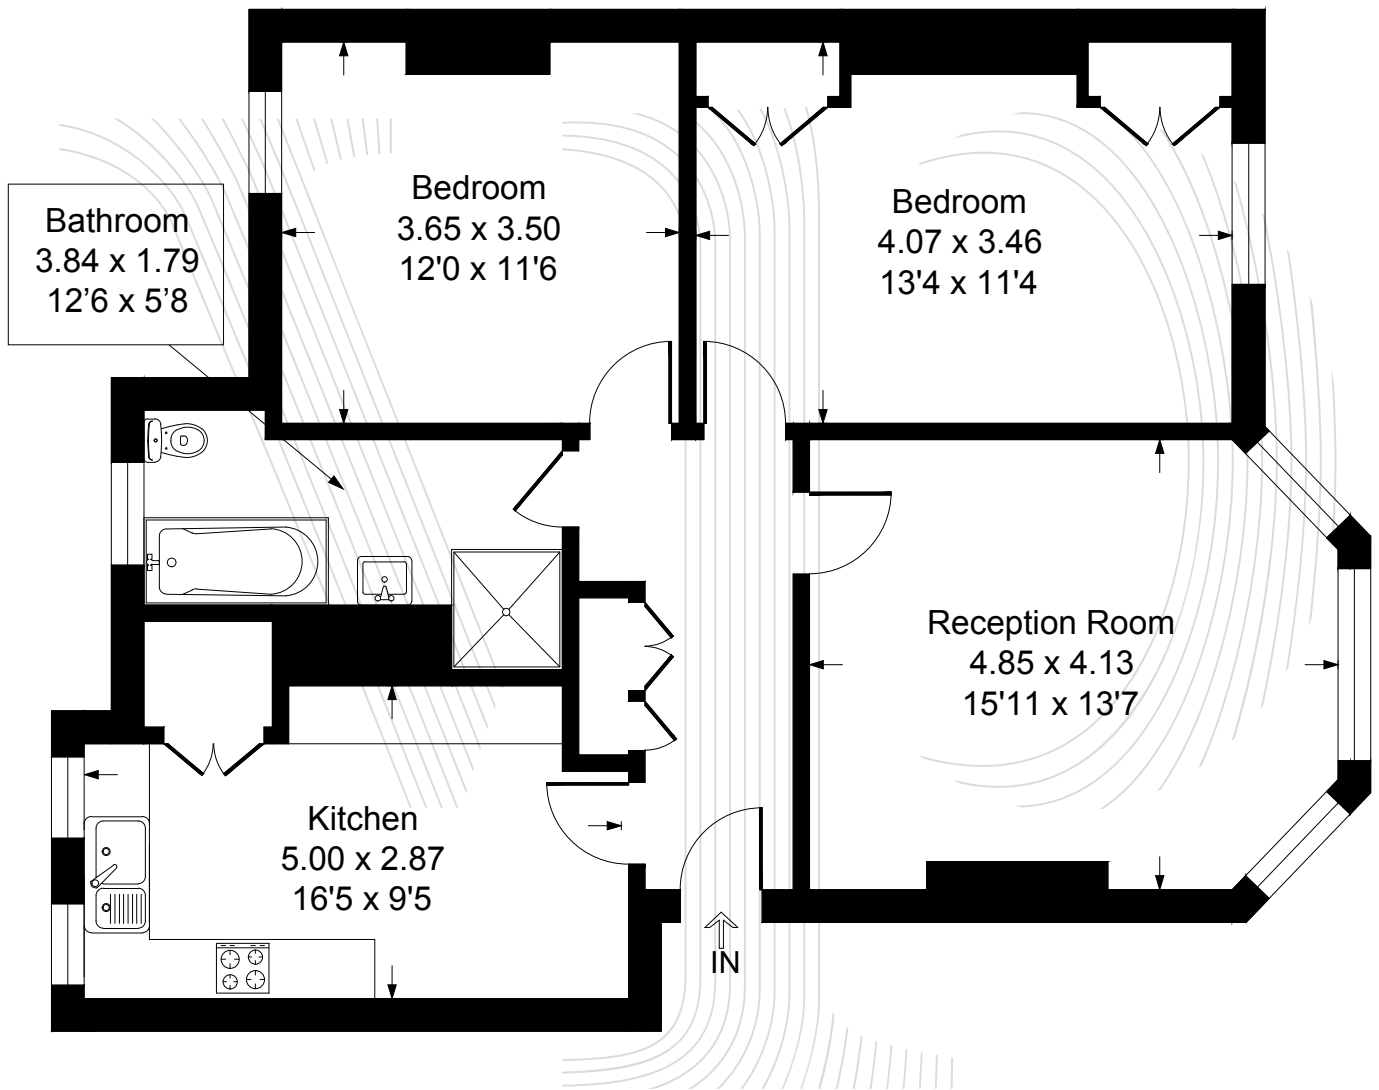 Bedroom
3.65 x 3.50
12'0 x 11'6
Bedroom
4.07 x 3.46
13'4 x 11'4
Bathroom
3.84 x 1.79
12’6 x 5’8
Reception Room
4.85 x 4.13
15'11 x 13'7
Kitchen
5.00 x 2.87
16'5 x 9'5
IN